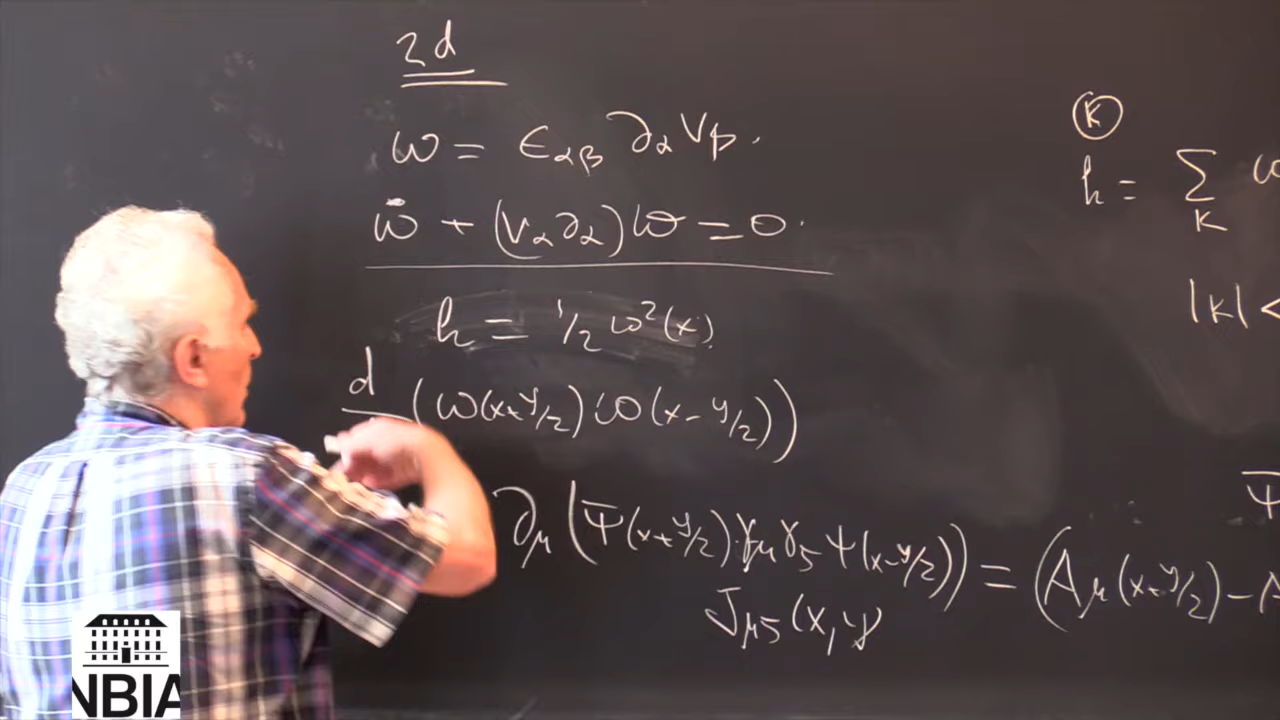 2d
ω = ϵ_{αβ} ∂_α V_β.
ω̇ + (V_α ∂_α) ω = 0.
h = 1/2 ω²(x)
d (ω(x+y/2) ω(x−y/2))
∂_μ (Ψ̄(x+y/2) γ_μ γ_5 Ψ(x−y/2)) = (A_μ(x+y/2) − A
J_{μ5}(x, y
K
h = Σ_K ω
|K| <
Ψ̄
NBIA